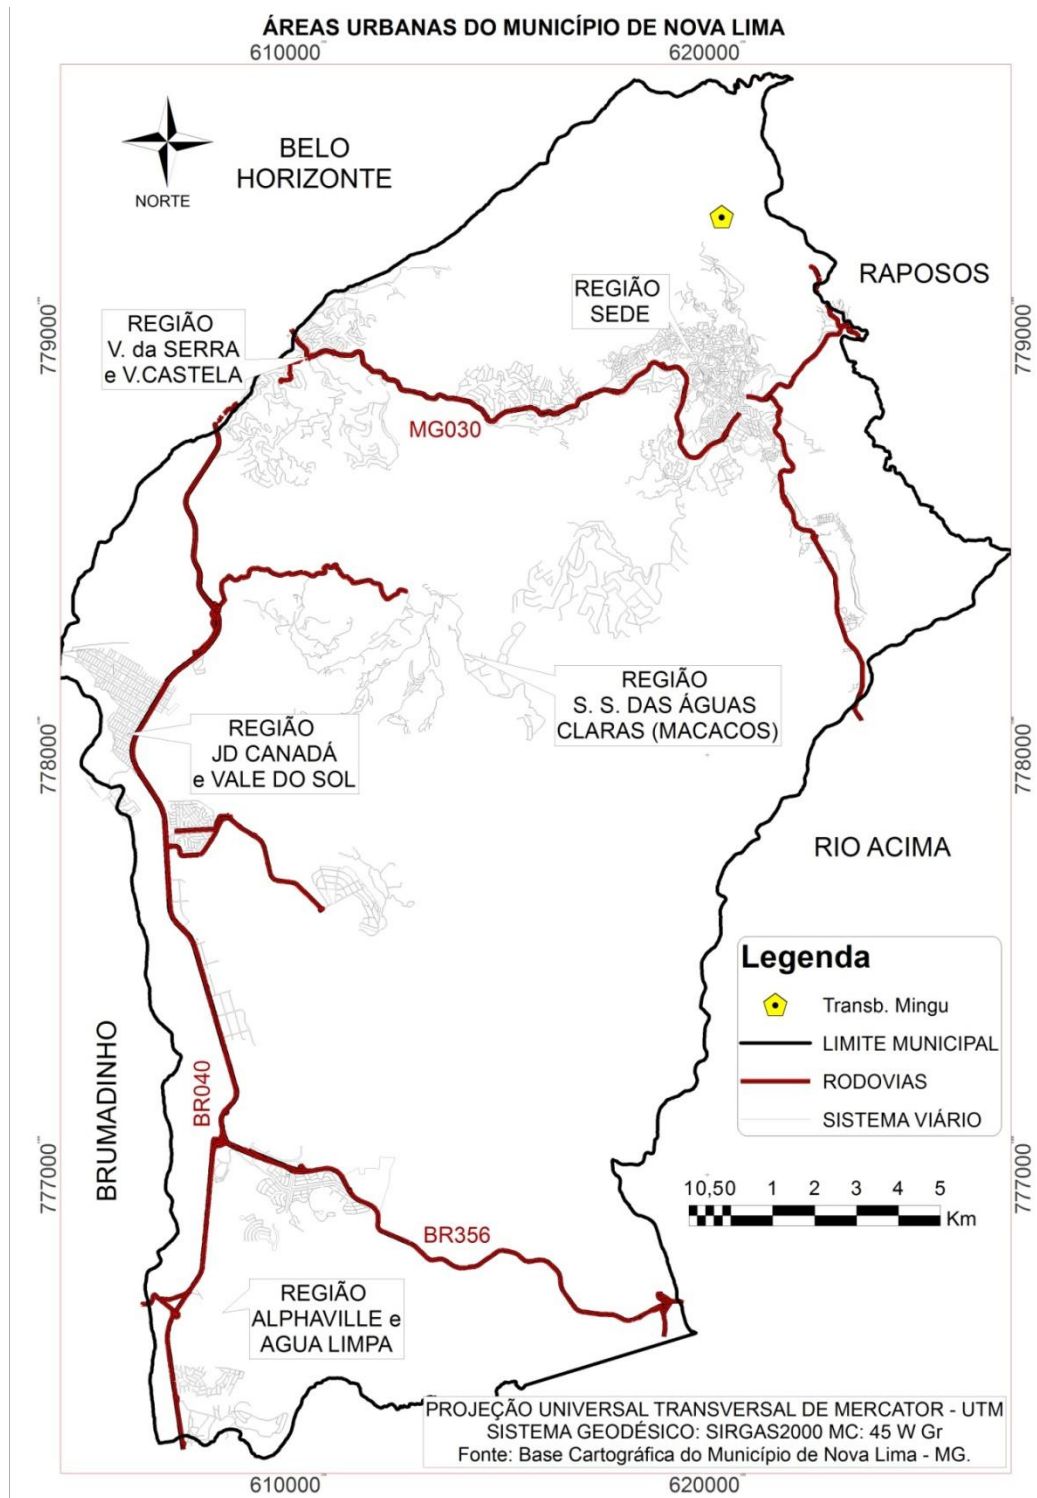 ÁREAS URBANAS DO MUNICÍPIO DE NOVA LIMA
610000
620000
BELO
HORIZONTE
NORTE
RAPOSOS
REGIÃO
SEDE
779000
779000
REGIÃO
V. da SERRA
e V.CASTELA
MG030
REGIÃO
S. S. DAS ÁGUAS
CLARAS (MACACOS)
REGIÃO
JD CANADÁ
e VALE DO SOL
778000
778000
RIO ACIMA
Legenda
Transb. Mingu
LIMITE MUNICIPAL
RODOVIAS
SISTEMA VIÁRIO
BRUMADINHO
BR040
777000
777000
10,50 1 2 3 4 5
Km
BR356
REGIÃO
ALPHAVILLE e
AGUA LIMPA
PROJEÇÃO UNIVERSAL TRANSVERSAL DE MERCATOR - UTM
SISTEMA GEODÉSICO: SIRGAS2000 MC: 45 W Gr
Fonte: Base Cartográfica do Município de Nova Lima - MG.
610000
620000